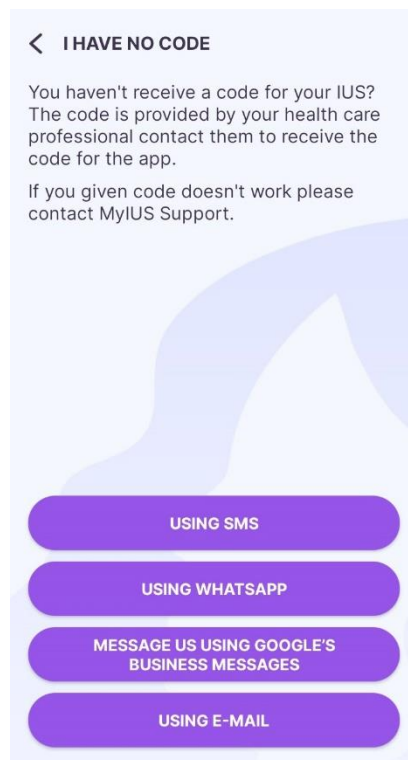 I HAVE NO CODE
You haven't receive a code for your IUS?
The code is provided by your health care
professional contact them to receive the
code for the app.
If you given code doesn't work please
contact MyIUS Support.
USING SMS
USING WHATSAPP
MESSAGE US USING GOOGLE'S
BUSINESS MESSAGES
USING E-MAIL